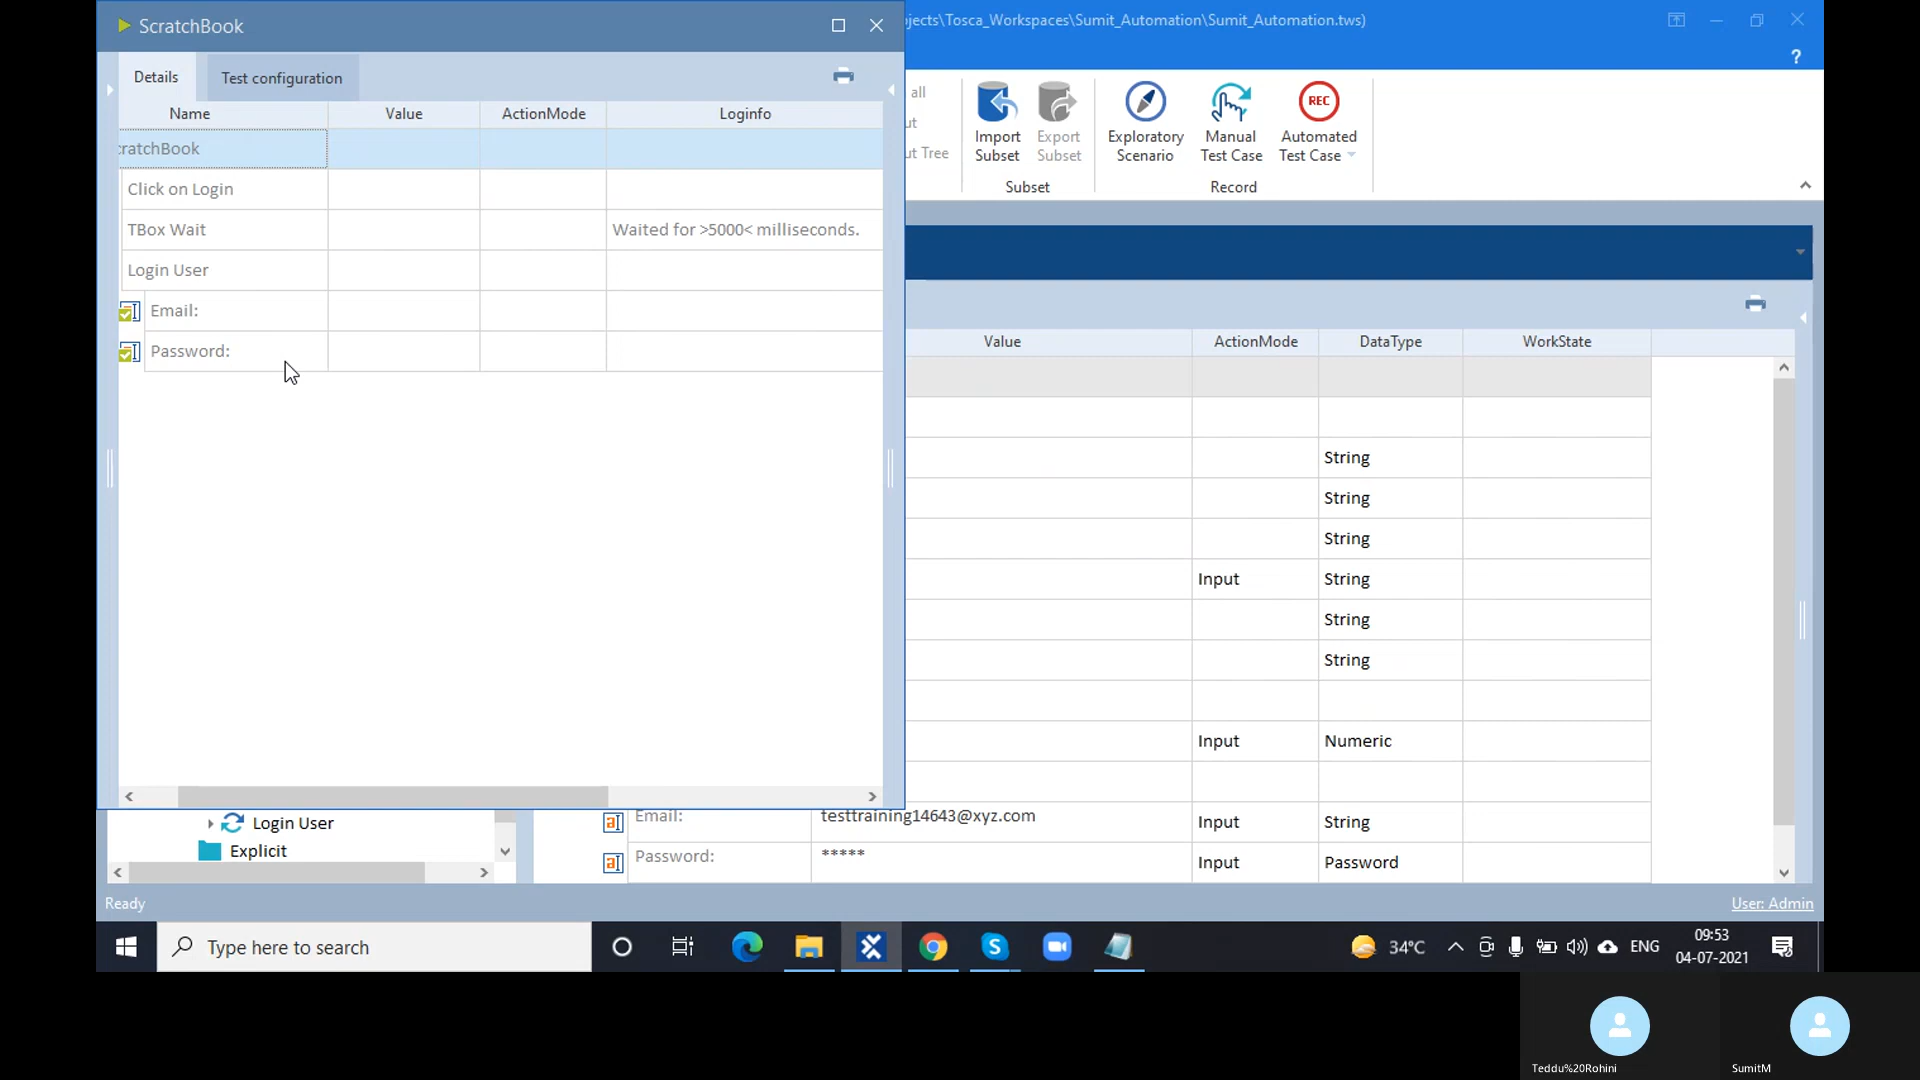 ScratchBook
jects\Tosca_Workspaces\Sumit_Automation\Sumit_Automation.tws)
?
Details
Test configuration
Name
Value
ActionMode
Loginfo
cratchBook
Click on Login
TBox Wait
Waited for >5000< milliseconds.
Login User
Email:
Password:
all
ut
ut Tree
Import
Subset
Export
Subset
Subset
Exploratory
Scenario
Manual
Test Case
REC
Automated
Test Case
Record
Value
ActionMode
DataType
WorkState
String
String
String
Input
String
String
String
Input
Numeric
Email:
testtraining14643@xyz.com
Input
String
Password:
*****
Input
Password
Login User
Explicit
Ready
User: Admin
Type here to search
34°C
ENG
09:53
04-07-2021
Teddu%20Rohini
SumitM